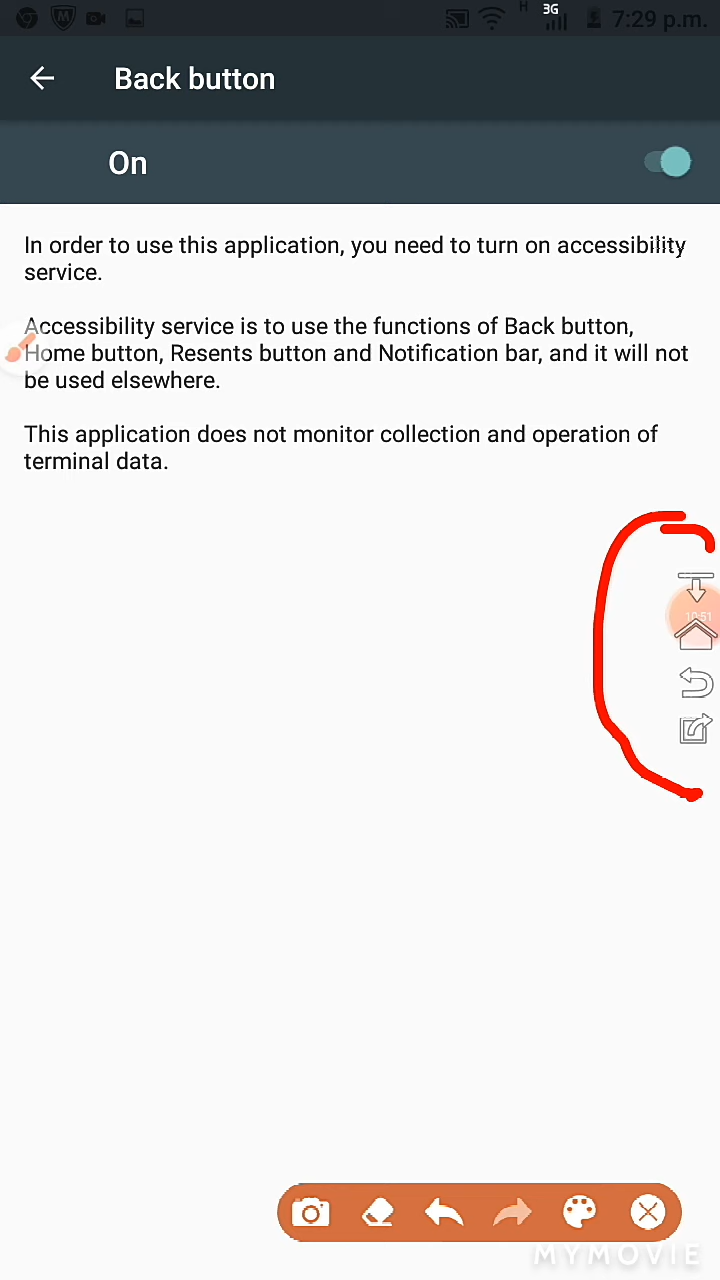 H 3G 7:29 p.m.
Back button
On
In order to use this application, you need to turn on accessibility
service.
Accessibility service is to use the functions of Back button,
Home button, Resents button and Notification bar, and it will not
be used elsewhere.
This application does not monitor collection and operation of
terminal data.
10:51
MYMOVIE